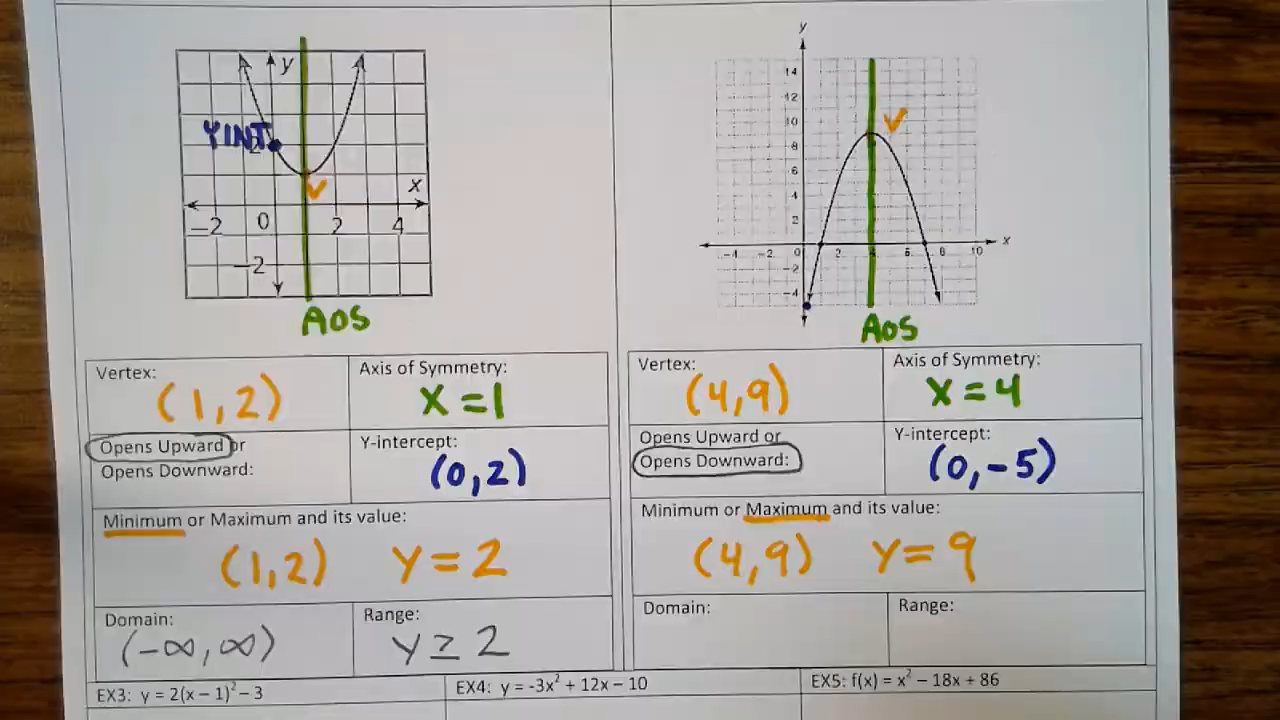 y
YINT
2
V
x
-2
0
2
4
-2
AOS
y
14
12
10
8
6
4
2
V
x
-4
-2
0
2
4
6
8
10
-2
-4
AOS
Vertex:
(1,2)
Axis of Symmetry:
x=1
Opens Upward or
Opens Downward:
Y-intercept:
(0,2)
Minimum or Maximum and its value:
(1,2) y=2
Domain:
(-∞,∞)
Range:
y≥2
Vertex:
(4,9)
Axis of Symmetry:
x=4
Opens Upward or
Opens Downward:
Y-intercept:
(0,-5)
Minimum or Maximum and its value:
(4,9) y=9
Domain:
Range:
EX3: y = 2(x – 1)² – 3
EX4: y = -3x² + 12x – 10
EX5: f(x) = x² – 18x + 86